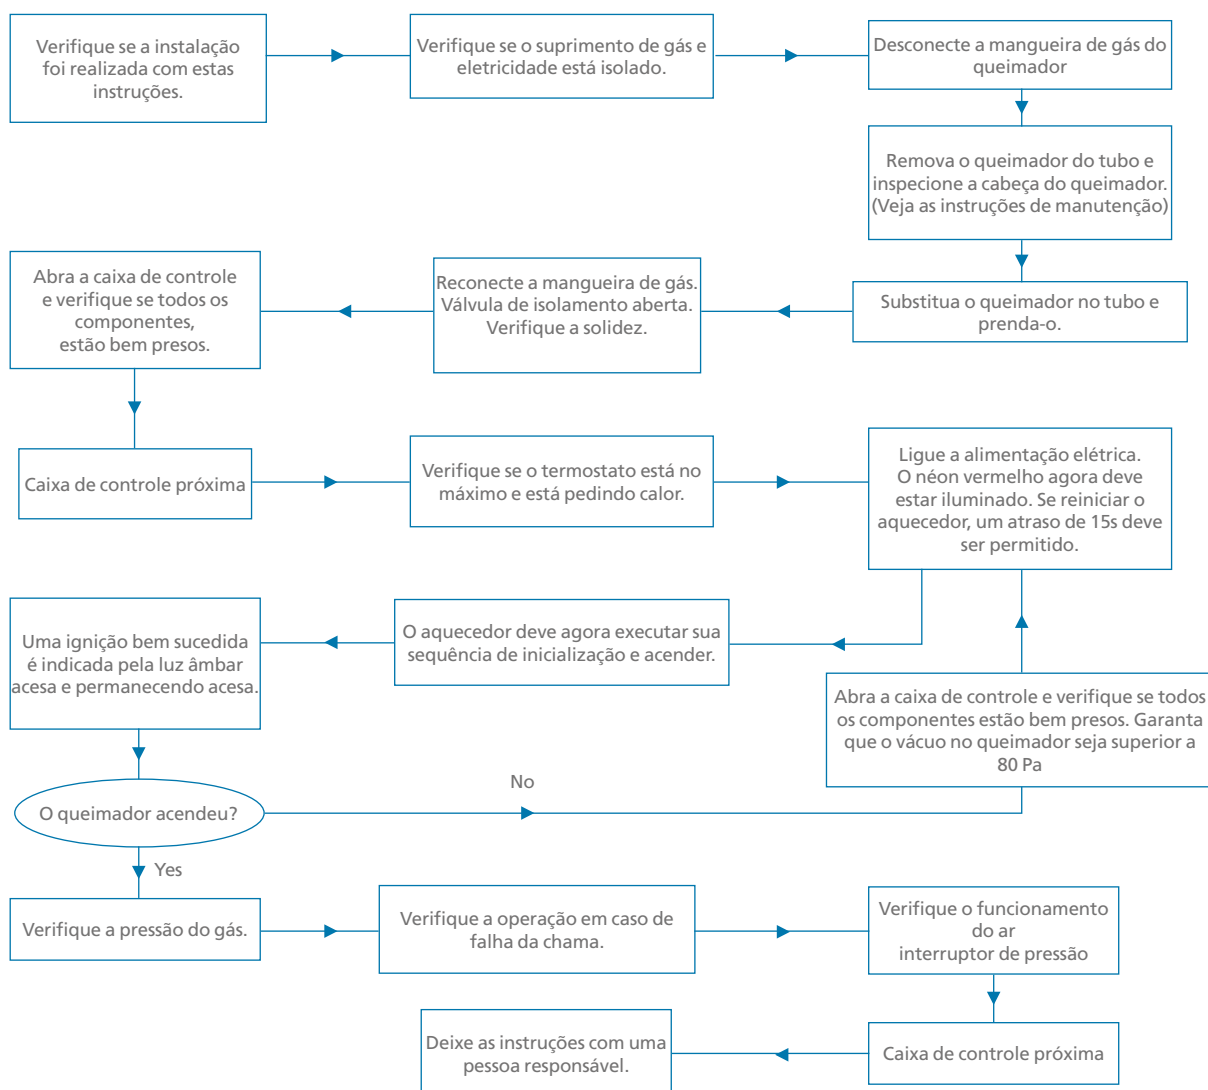 Verifique se a instalação
foi realizada com estas
instruções.
Verifique se o suprimento de gás e
eletricidade está isolado.
Desconecte a mangueira de gás do
queimador
Remova o queimador do tubo e
inspecione a cabeça do queimador.
(Veja as instruções de manutenção)
Substitua o queimador no tubo e
prenda-o.
Reconecte a mangueira de gás.
Válvula de isolamento aberta.
Verifique a solidez.
Abra a caixa de controle
e verifique se todos os
componentes,
estão bem presos.
Caixa de controle próxima
Verifique se o termostato está no
máximo e está pedindo calor.
Ligue a alimentação elétrica.
O néon vermelho agora deve
estar iluminado. Se reiniciar o
aquecedor, um atraso de 15s deve
ser permitido.
O aquecedor deve agora executar sua
sequência de inicialização e acender.
Uma ignição bem sucedida
é indicada pela luz âmbar
acesa e permanecendo acesa.
O queimador acendeu?
No
Abra a caixa de controle e verifique se todos
os componentes estão bem presos. Garanta
que o vácuo no queimador seja superior a
80 Pa
Yes
Verifique a pressão do gás.
Verifique a operação em caso de
falha da chama.
Verifique o funcionamento
do ar
interruptor de pressão
Caixa de controle próxima
Deixe as instruções com uma
pessoa responsável.